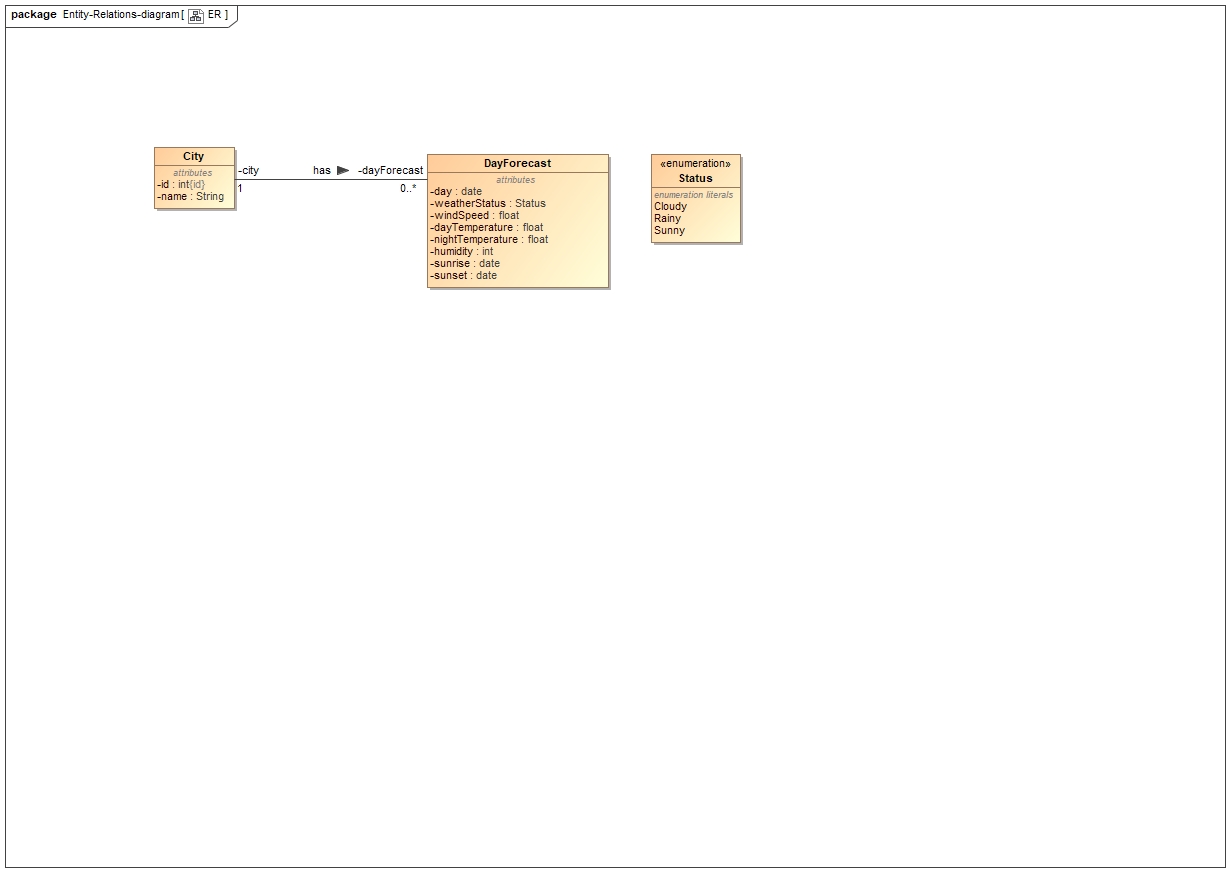 package Entity-Relations-diagram[ ER ]
City
attributes
-id : int{id}
-name : String
-city
1
has
-dayForecast
0..*
DayForecast
attributes
-day : date
-weatherStatus : Status
-windSpeed : float
-dayTemperature : float
-nightTemperature : float
-humidity : int
-sunrise : date
-sunset : date
«enumeration»
Status
enumeration literals
Cloudy
Rainy
Sunny